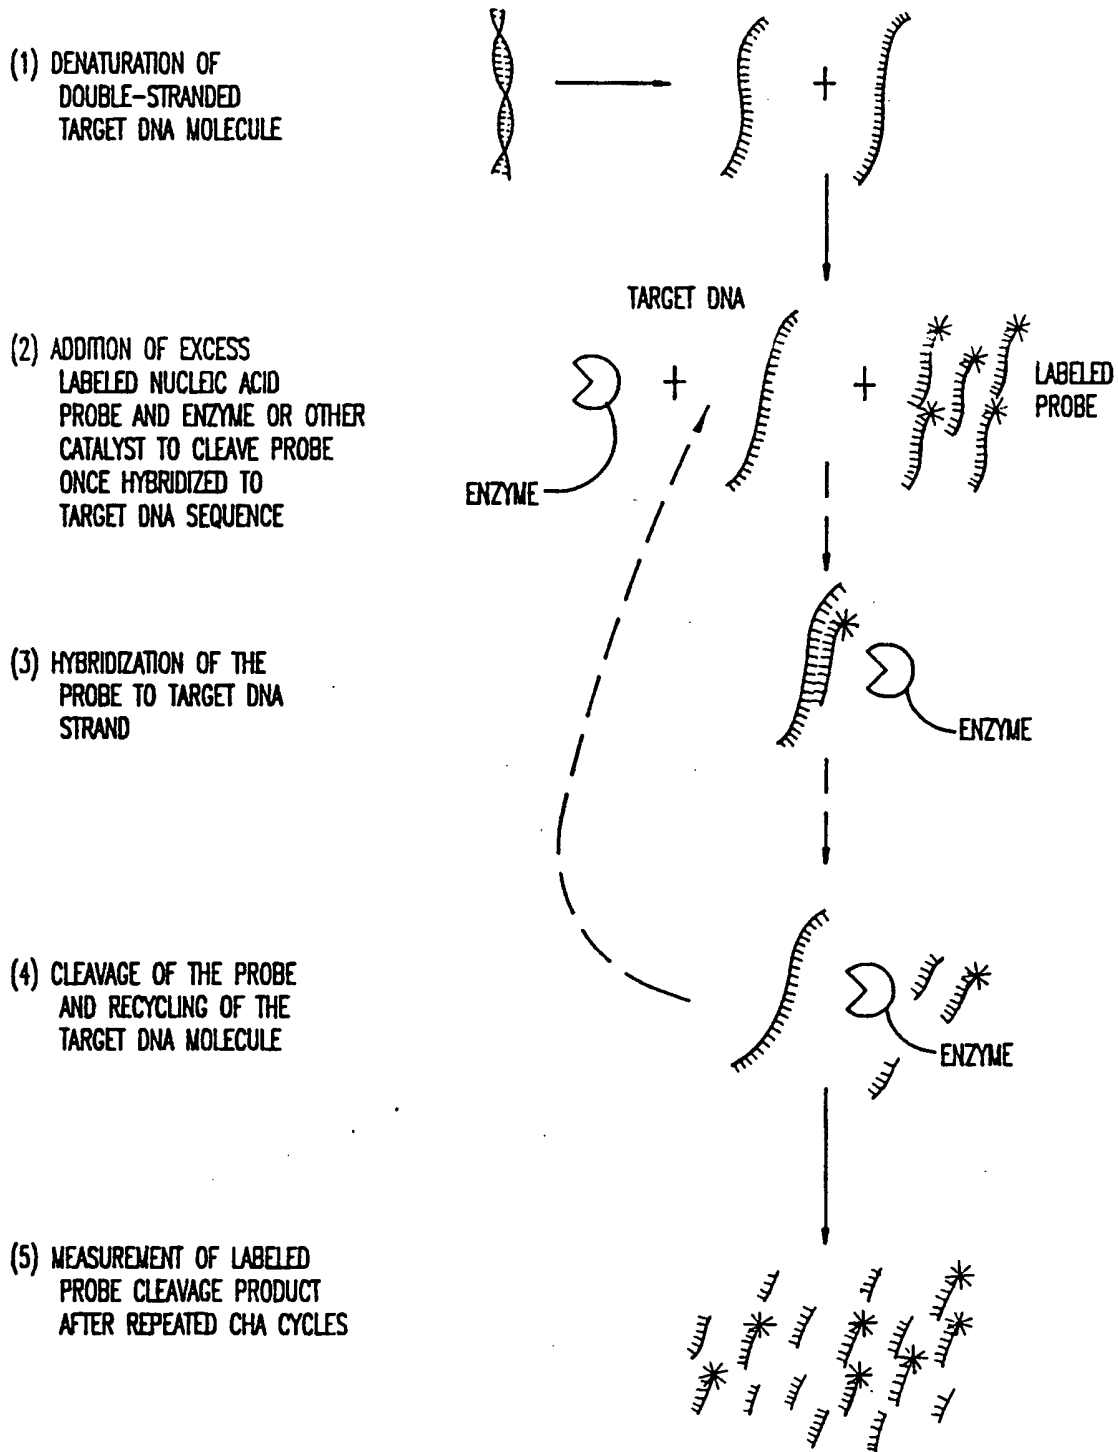 (1) DENATURATION OF
DOUBLE-STRANDED
TARGET DNA MOLECULE
TARGET DNA
(2) ADDITION OF EXCESS
LABELED NUCLEIC ACID
PROBE AND ENZYME OR OTHER
CATALYST TO CLEAVE PROBE
ONCE HYBRIDIZED TO
TARGET DNA SEQUENCE
+
+
+
LABELED
PROBE
ENZYME
(3) HYBRIDIZATION OF THE
PROBE TO TARGET DNA
STRAND
ENZYME
(4) CLEAVAGE OF THE PROBE
AND RECYCLING OF THE
TARGET DNA MOLECULE
ENZYME
(5) MEASUREMENT OF LABELED
PROBE CLEAVAGE PRODUCT
AFTER REPEATED CHA CYCLES